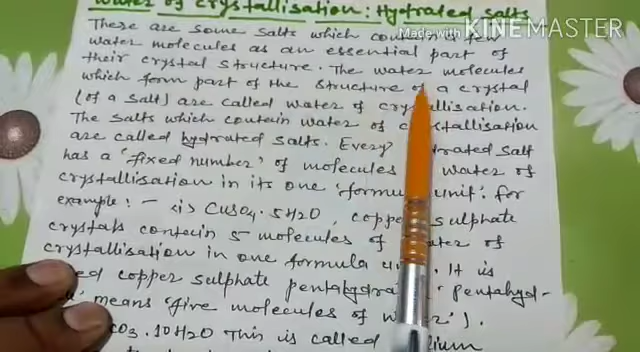 Water of Crystallisation: Hydrated Salts
Made with KINEMASTER
These are some salts which few
water molecules as an essential part of
their crystal structure. The water molecules
which form part of the structure of a crystal
(of a salt) are called water of crystallisation.
The salts which contain water of crystallisation
are called hydrated salts. Every hydrated salt
has a 'fixed number' of molecules water of
crystallisation in its one 'formula unit'. For
example: - (i) CuSO4.5H2O, copper sulphate
crystals contain 5 molecules of water of
crystallisation in one formula unit. It is
copper sulphate pentahydrate. 'Pentahyd-
means 'five molecules of water').
CO3.10H2O This is called
KINEMASTER